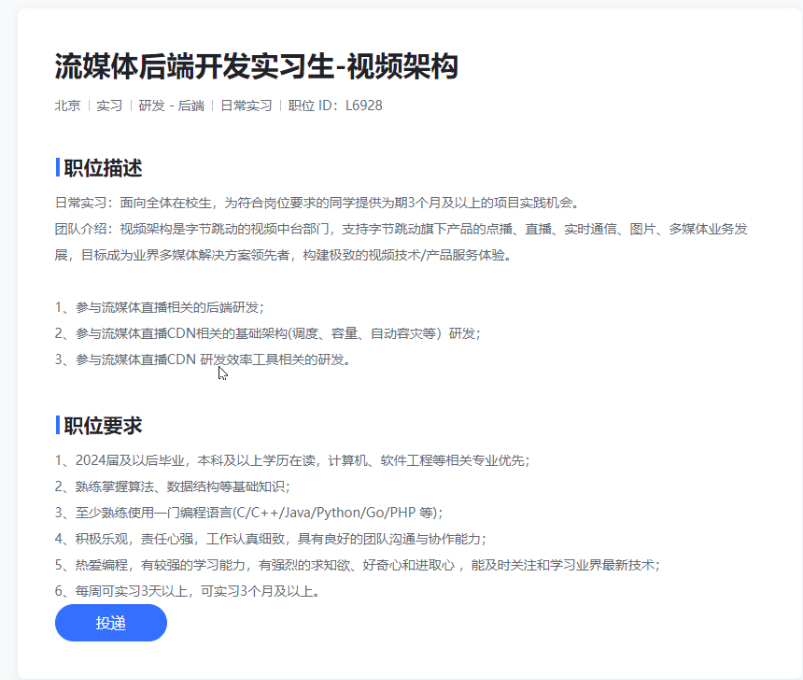 流媒体后端开发实习生-视频架构
北京 | 实习 | 研发 - 后端 | 日常实习 | 职位 ID：L6928
职位描述
日常实习：面向全体在校生，为符合岗位要求的同学提供为期3个月及以上的项目实践机会。
团队介绍：视频架构是字节跳动的视频中台部门，支持字节跳动旗下产品的点播、直播、实时通信、图片、多媒体业务发
展，目标成为业界多媒体解决方案领先者，构建极致的视频技术/产品服务体验。
1、参与流媒体直播相关的后端研发；
2、参与流媒体直播CDN相关的基础架构(调度、容量、自动容灾等）研发；
3、参与流媒体直播CDN 研发效率工具相关的研发。
职位要求
1、2024届及以后毕业，本科及以上学历在读，计算机、软件工程等相关专业优先；
2、熟练掌握算法、数据结构等基础知识；
3、至少熟练使用一门编程语言(C/C++/Java/Python/Go/PHP 等)；
4、积极乐观，责任心强，工作认真细致，具有良好的团队沟通与协作能力；
5、热爱编程，有较强的学习能力，有强烈的求知欲、好奇心和进取心 ，能及时关注和学习业界最新技术；
6、每周可实习3天以上，可实习3个月及以上。
投递